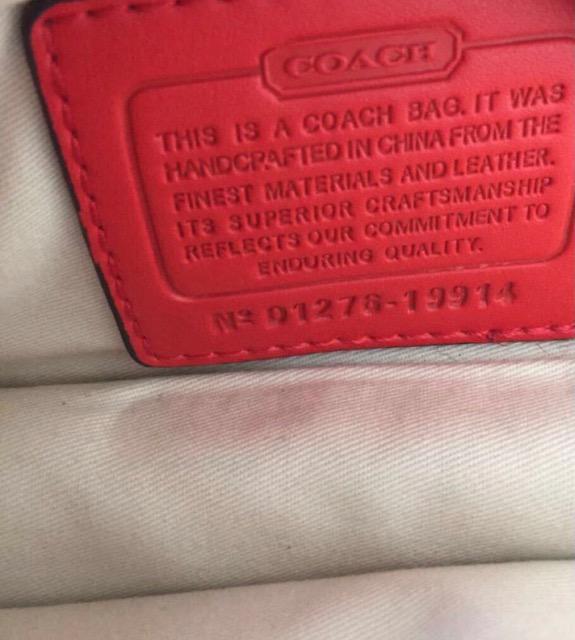 COACH
THIS IS A COACH BAG. IT WAS
HANDCRAFTED IN CHINA FROM THE
FINEST MATERIALS AND LEATHER.
ITS SUPERIOR CRAFTSMANSHIP
REFLECTS OUR COMMITMENT TO
ENDURING QUALITY.
Nº D1278-19914